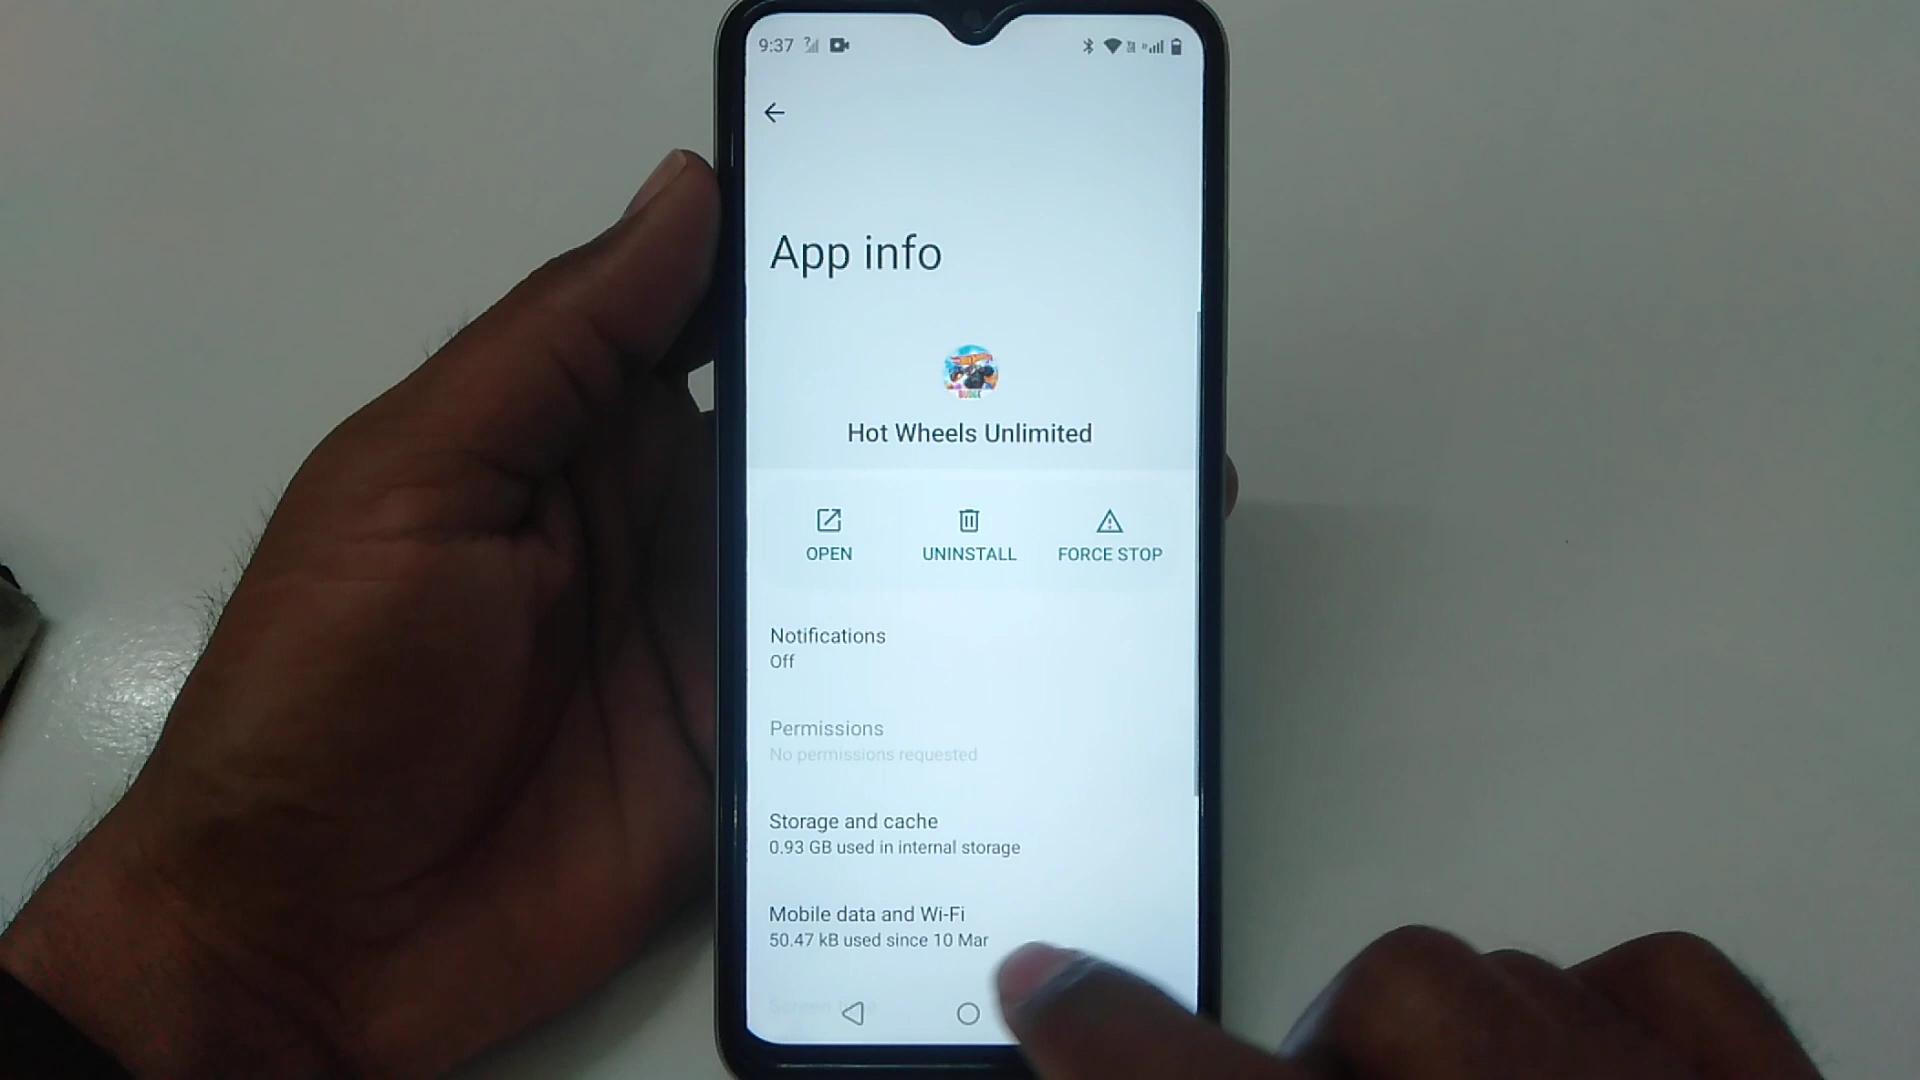 9:37
App info
Hot Wheels Unlimited
OPEN
UNINSTALL
FORCE STOP
Notifications
Off
Permissions
No permissions requested
Storage and cache
0.93 GB used in internal storage
Mobile data and Wi-Fi
50.47 kB used since 10 Mar
Screen